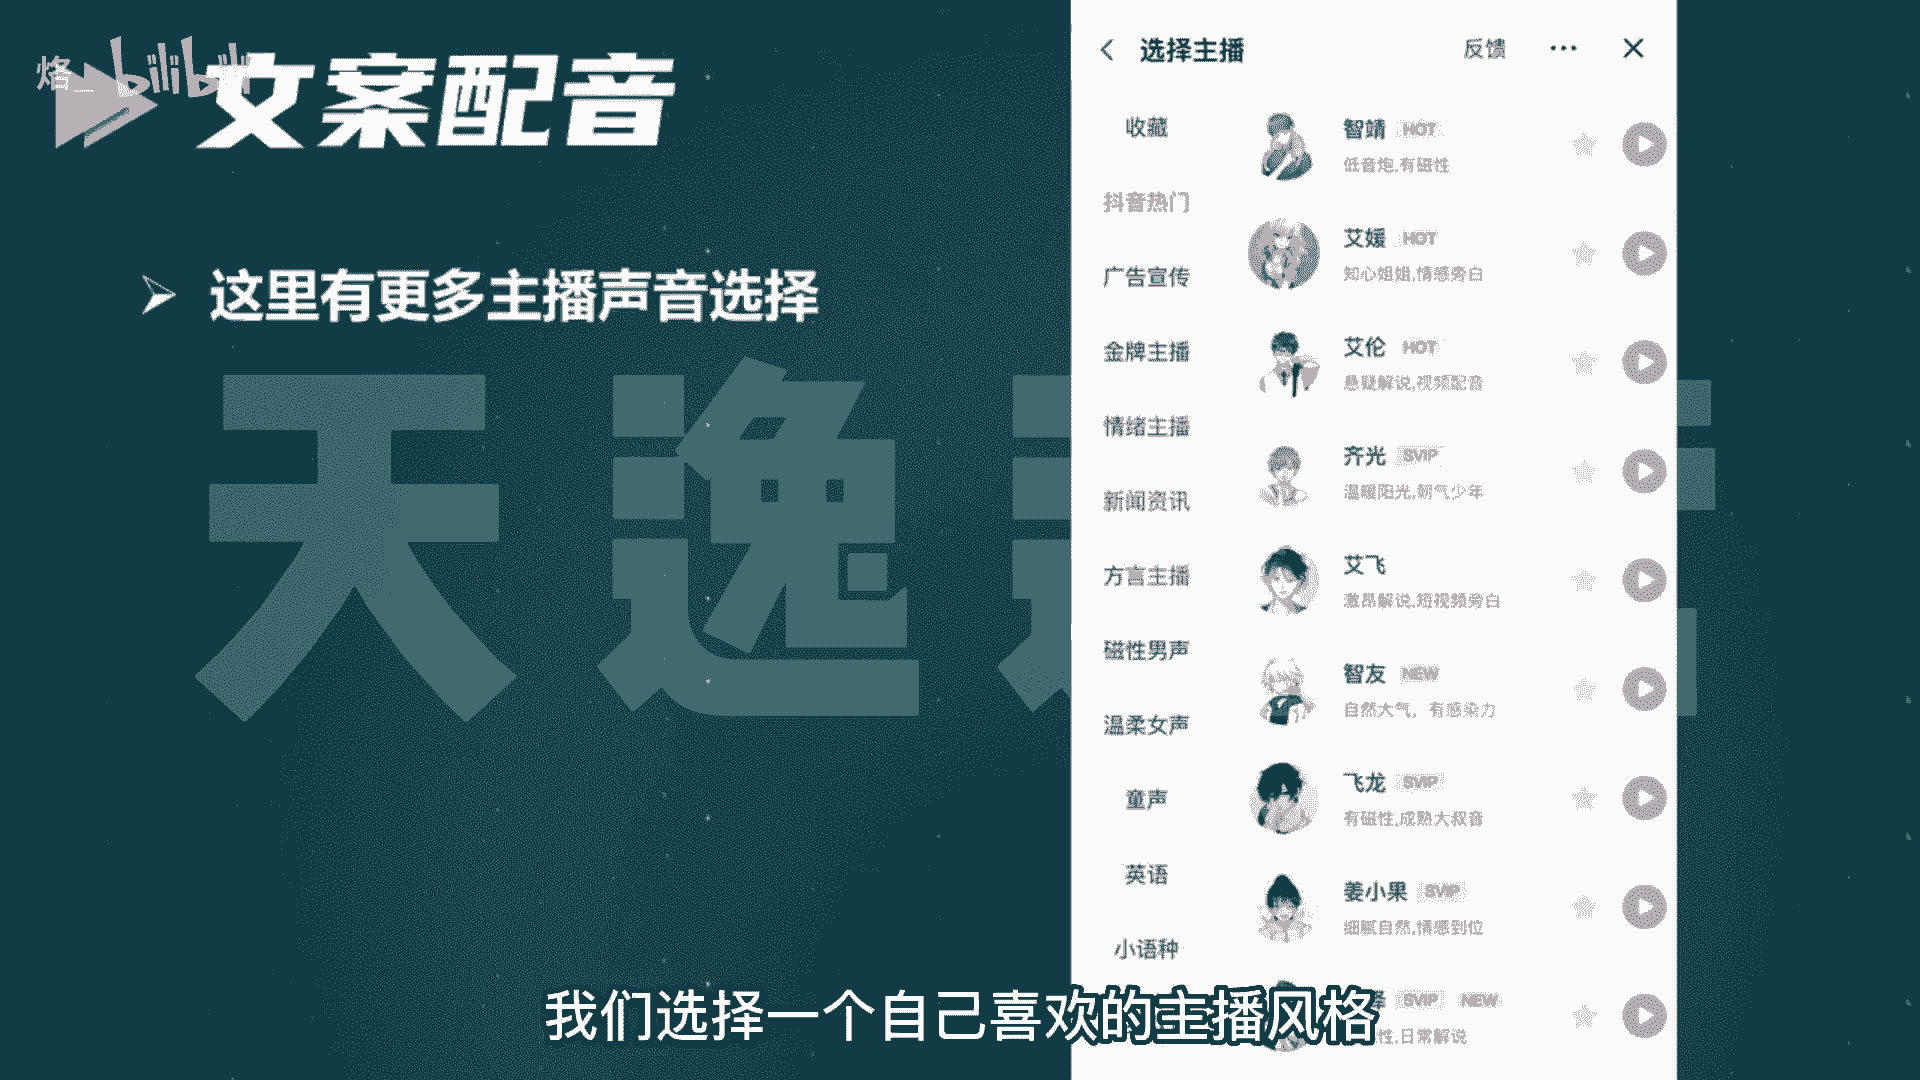 烙_ bilibili
文案配音
这里有更多主播声音选择
天逸
选择主播
反馈
收藏
抖音热门
广告宣传
金牌主播
情绪主播
新闻资讯
方言主播
磁性男声
温柔女声
童声
英语
小语种
智靖 HOT
低音炮,有磁性
艾媛 HOT
知心姐姐,情感旁白
艾伦 HOT
悬疑解说,视频配音
齐光 SVIP
温暖阳光,朝气少年
艾飞
激昂解说,短视频旁白
智友 NEW
自然大气，有感染力
飞龙 SVIP
有磁性,成熟大叔音
姜小果 SVIP
细腻自然,情感到位
SVIP NEW
性,日常解说
我们选择一个自己喜欢的主播风格